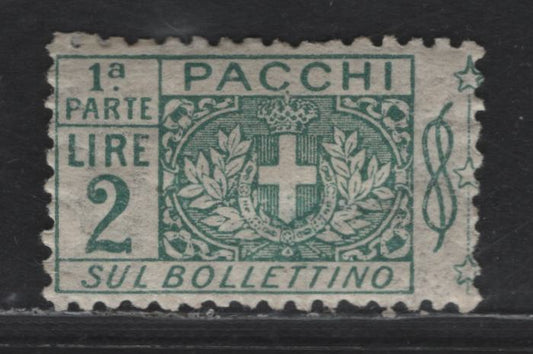 1ª. PARTE
PACCHI
LIRE
2
SUL BOLLETTINO